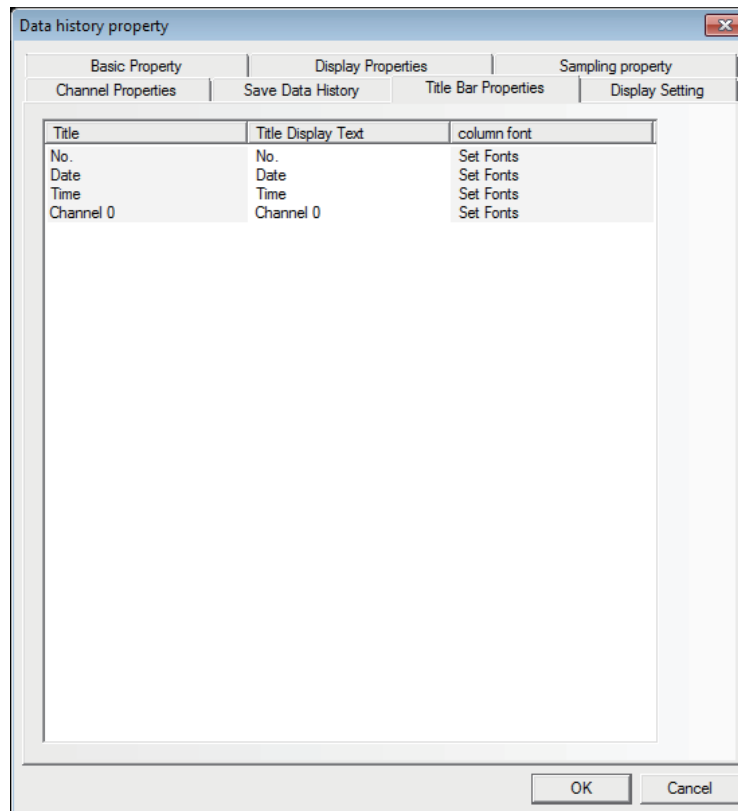 Data history property
Basic Property Display Properties Sampling property
Channel Properties Save Data History Title Bar Properties Display Setting
Title Title Display Text column font
No. No. Set Fonts
Date Date Set Fonts
Time Time Set Fonts
Channel 0 Channel 0 Set Fonts
OK Cancel